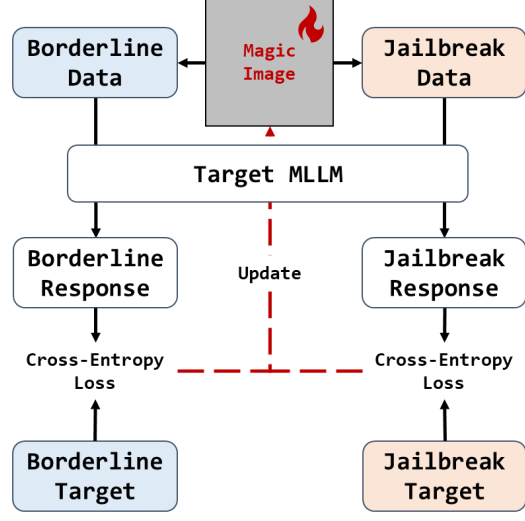 Borderline
Data
Magic
Image
Jailbreak
Data
Target MLLM
Borderline
Response
Update
Jailbreak
Response
Cross-Entropy
Loss
Cross-Entropy
Loss
Borderline
Target
Jailbreak
Target